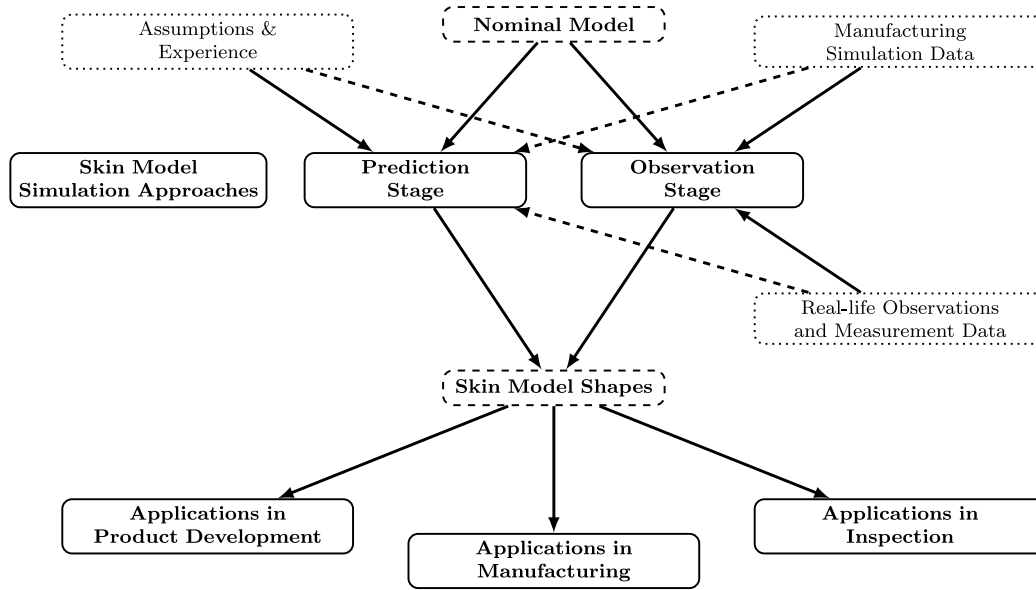 Assumptions &
Experience
Nominal Model
Manufacturing
Simulation Data
Skin Model
Simulation Approaches
Prediction
Stage
Observation
Stage
Real-life Observations
and Measurement Data
Skin Model Shapes
Applications in
Product Development
Applications in
Manufacturing
Applications in
Inspection